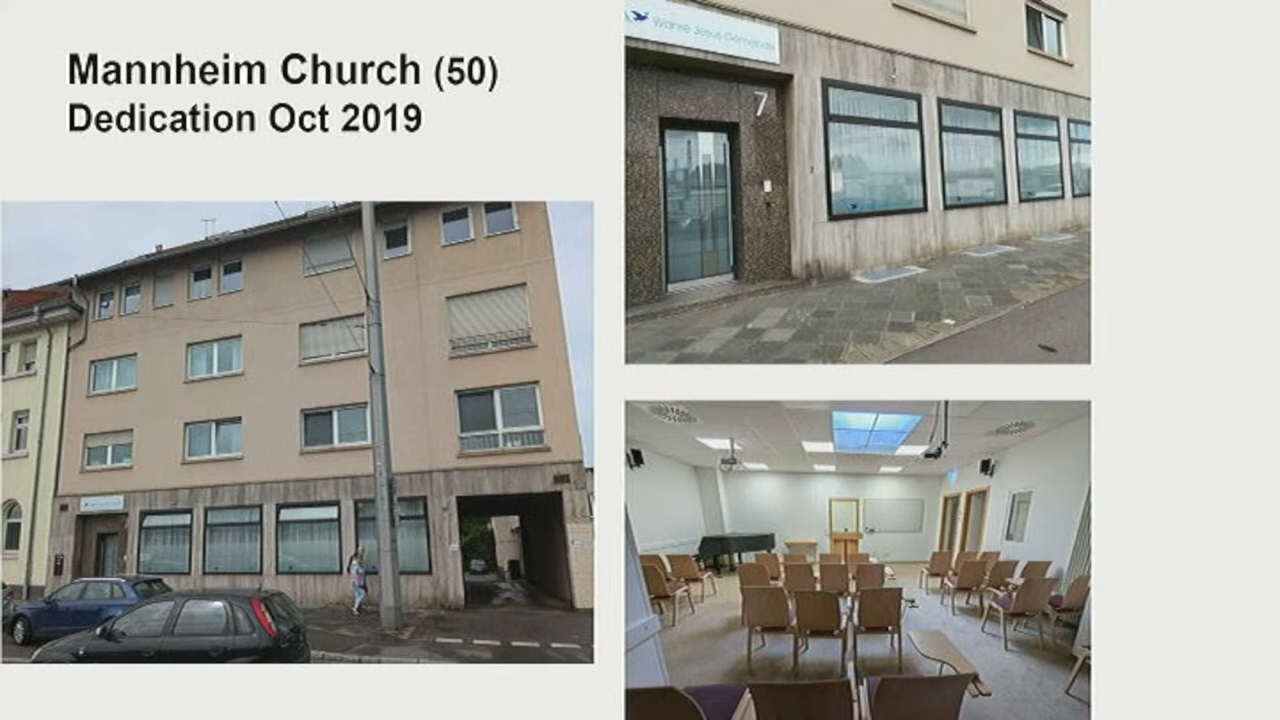 Mannheim Church (50)
Dedication Oct 2019
Wahre Jesus Gemeinde
7